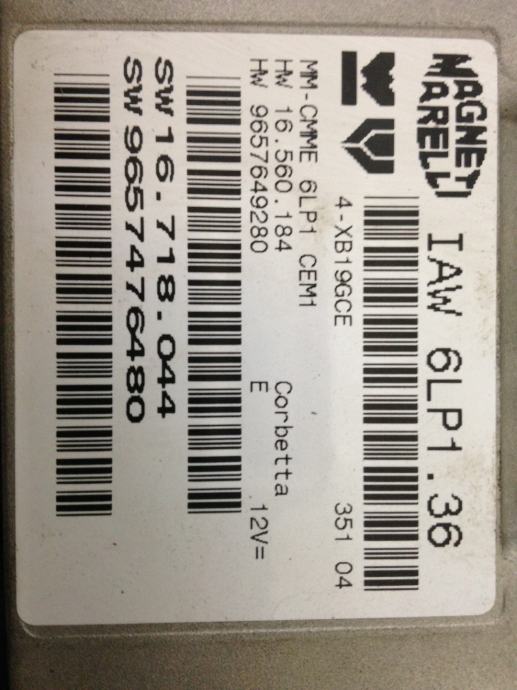 MAGNETI MARELLI IAW 6LP1.36
4-XB19GCE 351 04
MM-CMME 6LP1 CEM1
HW 16.560.184 Corbetta
HW 9657649280 E 12V=
SW 16.718.044
SW 9657476480